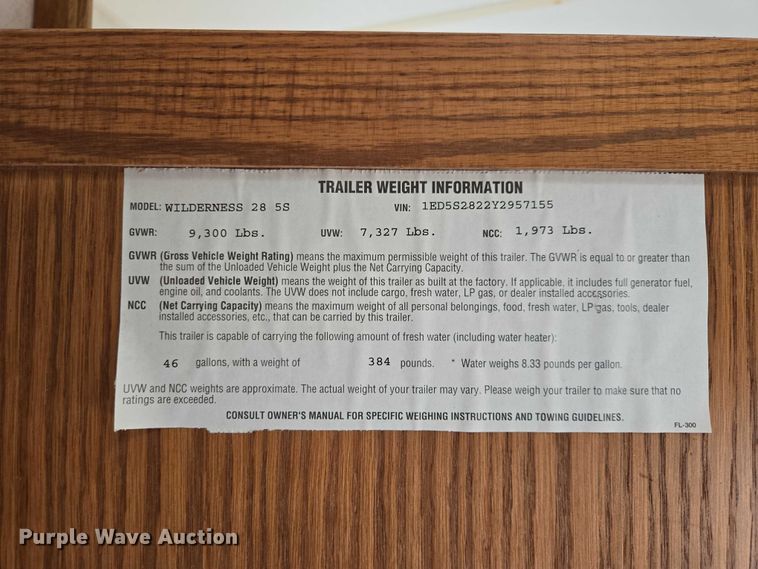 TRAILER WEIGHT INFORMATION
MODEL: WILDERNESS 28 5S VIN: 1ED5S2822Y2957155
GVWR: 9,300 Lbs. UVW: 7,327 Lbs. NCC: 1,973 Lbs.
GVWR (Gross Vehicle Weight Rating) means the maximum permissible weight of this trailer. The GVWR is equal to or greater than
the sum of the Unloaded Vehicle Weight plus the Net Carrying Capacity.
UVW (Unloaded Vehicle Weight) means the weight of this trailer as built at the factory. If applicable, it includes full generator fuel,
engine oil, and coolants. The UVW does not include cargo, fresh water, LP gas, or dealer installed accessories.
NCC (Net Carrying Capacity) means the maximum weight of all personal belongings, food, fresh water, LP gas, tools, dealer
installed accessories, etc., that can be carried by this trailer.
This trailer is capable of carrying the following amount of fresh water (including water heater):
46 gallons, with a weight of 384 pounds. * Water weighs 8.33 pounds per gallon.
UVW and NCC weights are approximate. The actual weight of your trailer may vary. Please weigh your trailer to make sure that no
ratings are exceeded.
CONSULT OWNER'S MANUAL FOR SPECIFIC WEIGHING INSTRUCTIONS AND TOWING GUIDELINES.
FL-300
Purple Wave Auction